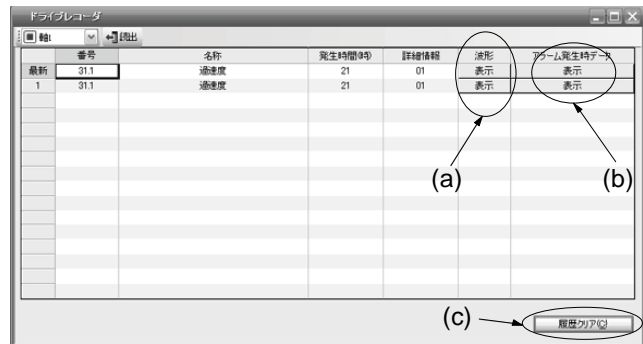 ドライブレコーダ
軸1 読出
番号 名称 発生時間(時) 詳細情報 波形 アラーム発生時データ
最新 31.1 過速度 21 01 表示 表示
1 31.1 過速度 21 01 表示 表示
(a) (b)
(c) 履歴クリア(C)